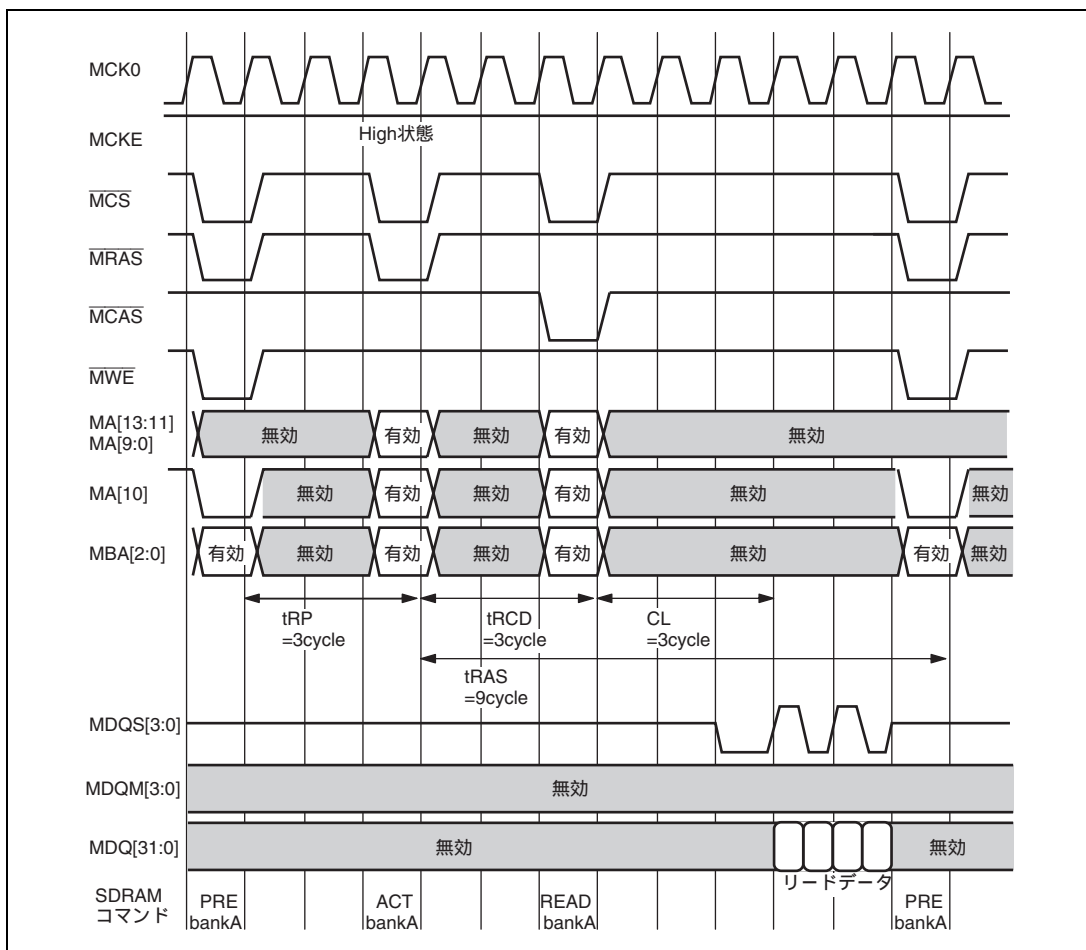 MCK0
MCKE
High状態
MCS
MRAS
MCAS
MWE
MA[13:11]
MA[9:0]
無効 有効 無効 有効 無効
MA[10]
無効 有効 無効 有効 無効 無効
MBA[2:0]
有効 無効 有効 無効 有効 無効 有効 無効
tRP
=3cycle
tRCD
=3cycle
CL
=3cycle
tRAS
=9cycle
MDQS[3:0]
MDQM[3:0]
無効
MDQ[31:0]
無効 無効
リードデータ
SDRAM
コマンド
PRE
bankA
ACT
bankA
READ
bankA
PRE
bankA